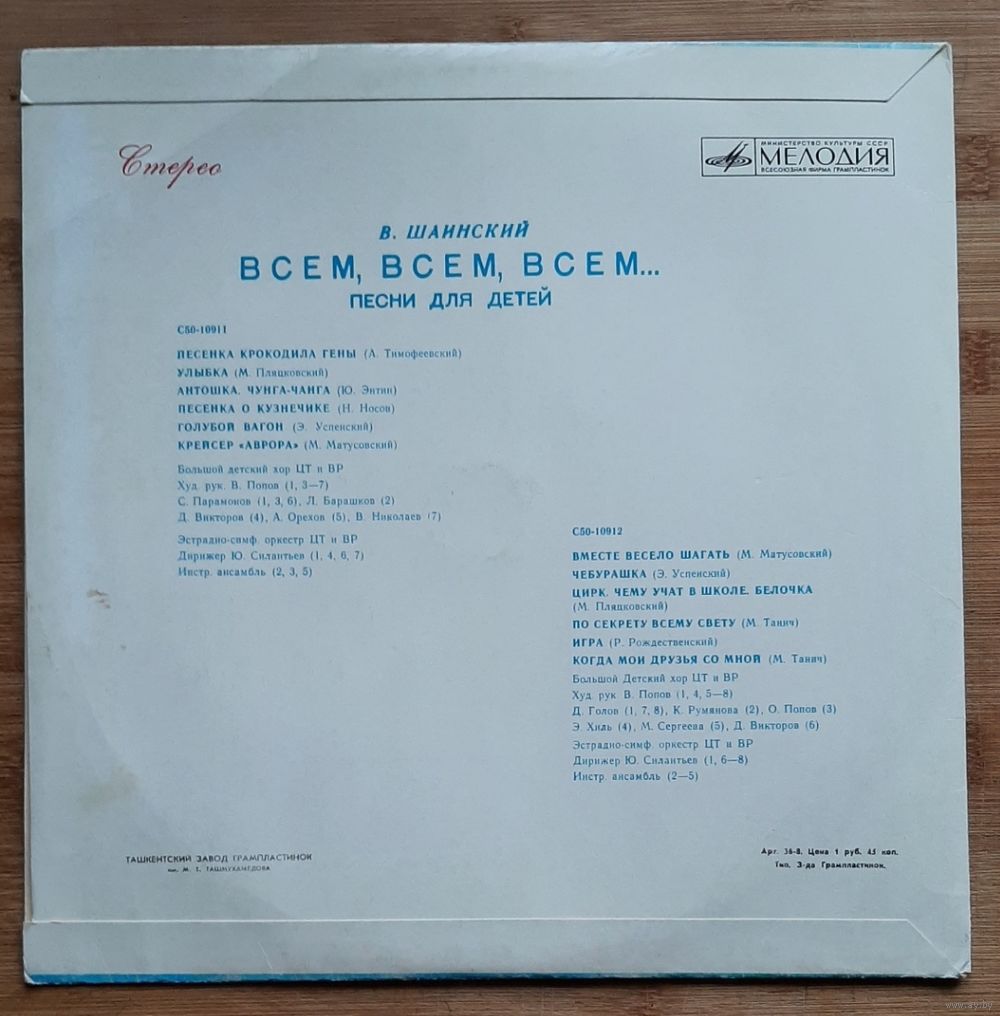 Стерео
МИНИСТЕРСТВО КУЛЬТУРЫ СССР
МЕЛОДИЯ
ВСЕСОЮЗНАЯ ФИРМА ГРАМПЛАСТИНОК
В. ШАИНСКИЙ
ВСЕМ, ВСЕМ, ВСЕМ...
ПЕСНИ ДЛЯ ДЕТЕЙ
С50-10911
ПЕСЕНКА КРОКОДИЛА ГЕНЫ (А. Тимофеевский)
УЛЫБКА (М. Пляцковский)
АНТОШКА. ЧУНГА-ЧАНГА (Ю. Энтин)
ПЕСЕНКА О КУЗНЕЧИКЕ (Н. Носов)
ГОЛУБОЙ ВАГОН (Э. Успенский)
КРЕЙСЕР «АВРОРА» (М. Матусовский)
Большой детский хор ЦТ и ВР
Худ. рук. В. Попов (1, 3—7)
С. Парамонов (1, 3, 6), Л. Барашков (2)
Д. Викторов (4), А. Орехов (5), В. Николаев (7)
Эстрадно-симф. оркестр ЦТ и ВР
Дирижер Ю. Силантьев (1, 4, 6, 7)
Инстр. ансамбль (2, 3, 5)
С50-10912
ВМЕСТЕ ВЕСЕЛО ШАГАТЬ (М. Матусовский)
ЧЕБУРАШКА (Э. Успенский)
ЦИРК. ЧЕМУ УЧАТ В ШКОЛЕ. БЕЛОЧКА
(М. Пляцковский)
ПО СЕКРЕТУ ВСЕМУ СВЕТУ (М. Танич)
ИГРА (Р. Рождественский)
КОГДА МОИ ДРУЗЬЯ СО МНОЙ (М. Танич)
Большой Детский хор ЦТ и ВР
Худ. рук В. Попов (1, 4, 5—8)
Д. Голов (1, 7, 8), К. Румянова (2), О. Попов (3)
Э. Хиль (4), М. Сергеева (5), Д. Викторов (6)
Эстрадно-симф. оркестр ЦТ и ВР
Дирижер Ю. Силантьев (1, 6—8)
Инстр. ансамбль (2—5)
ТАШКЕНТСКИЙ ЗАВОД ГРАМПЛАСТИНОК
им. М. Т. ТАШМУХАМЕДОВА
Арт. 36-8. Цена 1 руб. 45 коп.
Тип. З-да Грампластинок.
www.ay.by